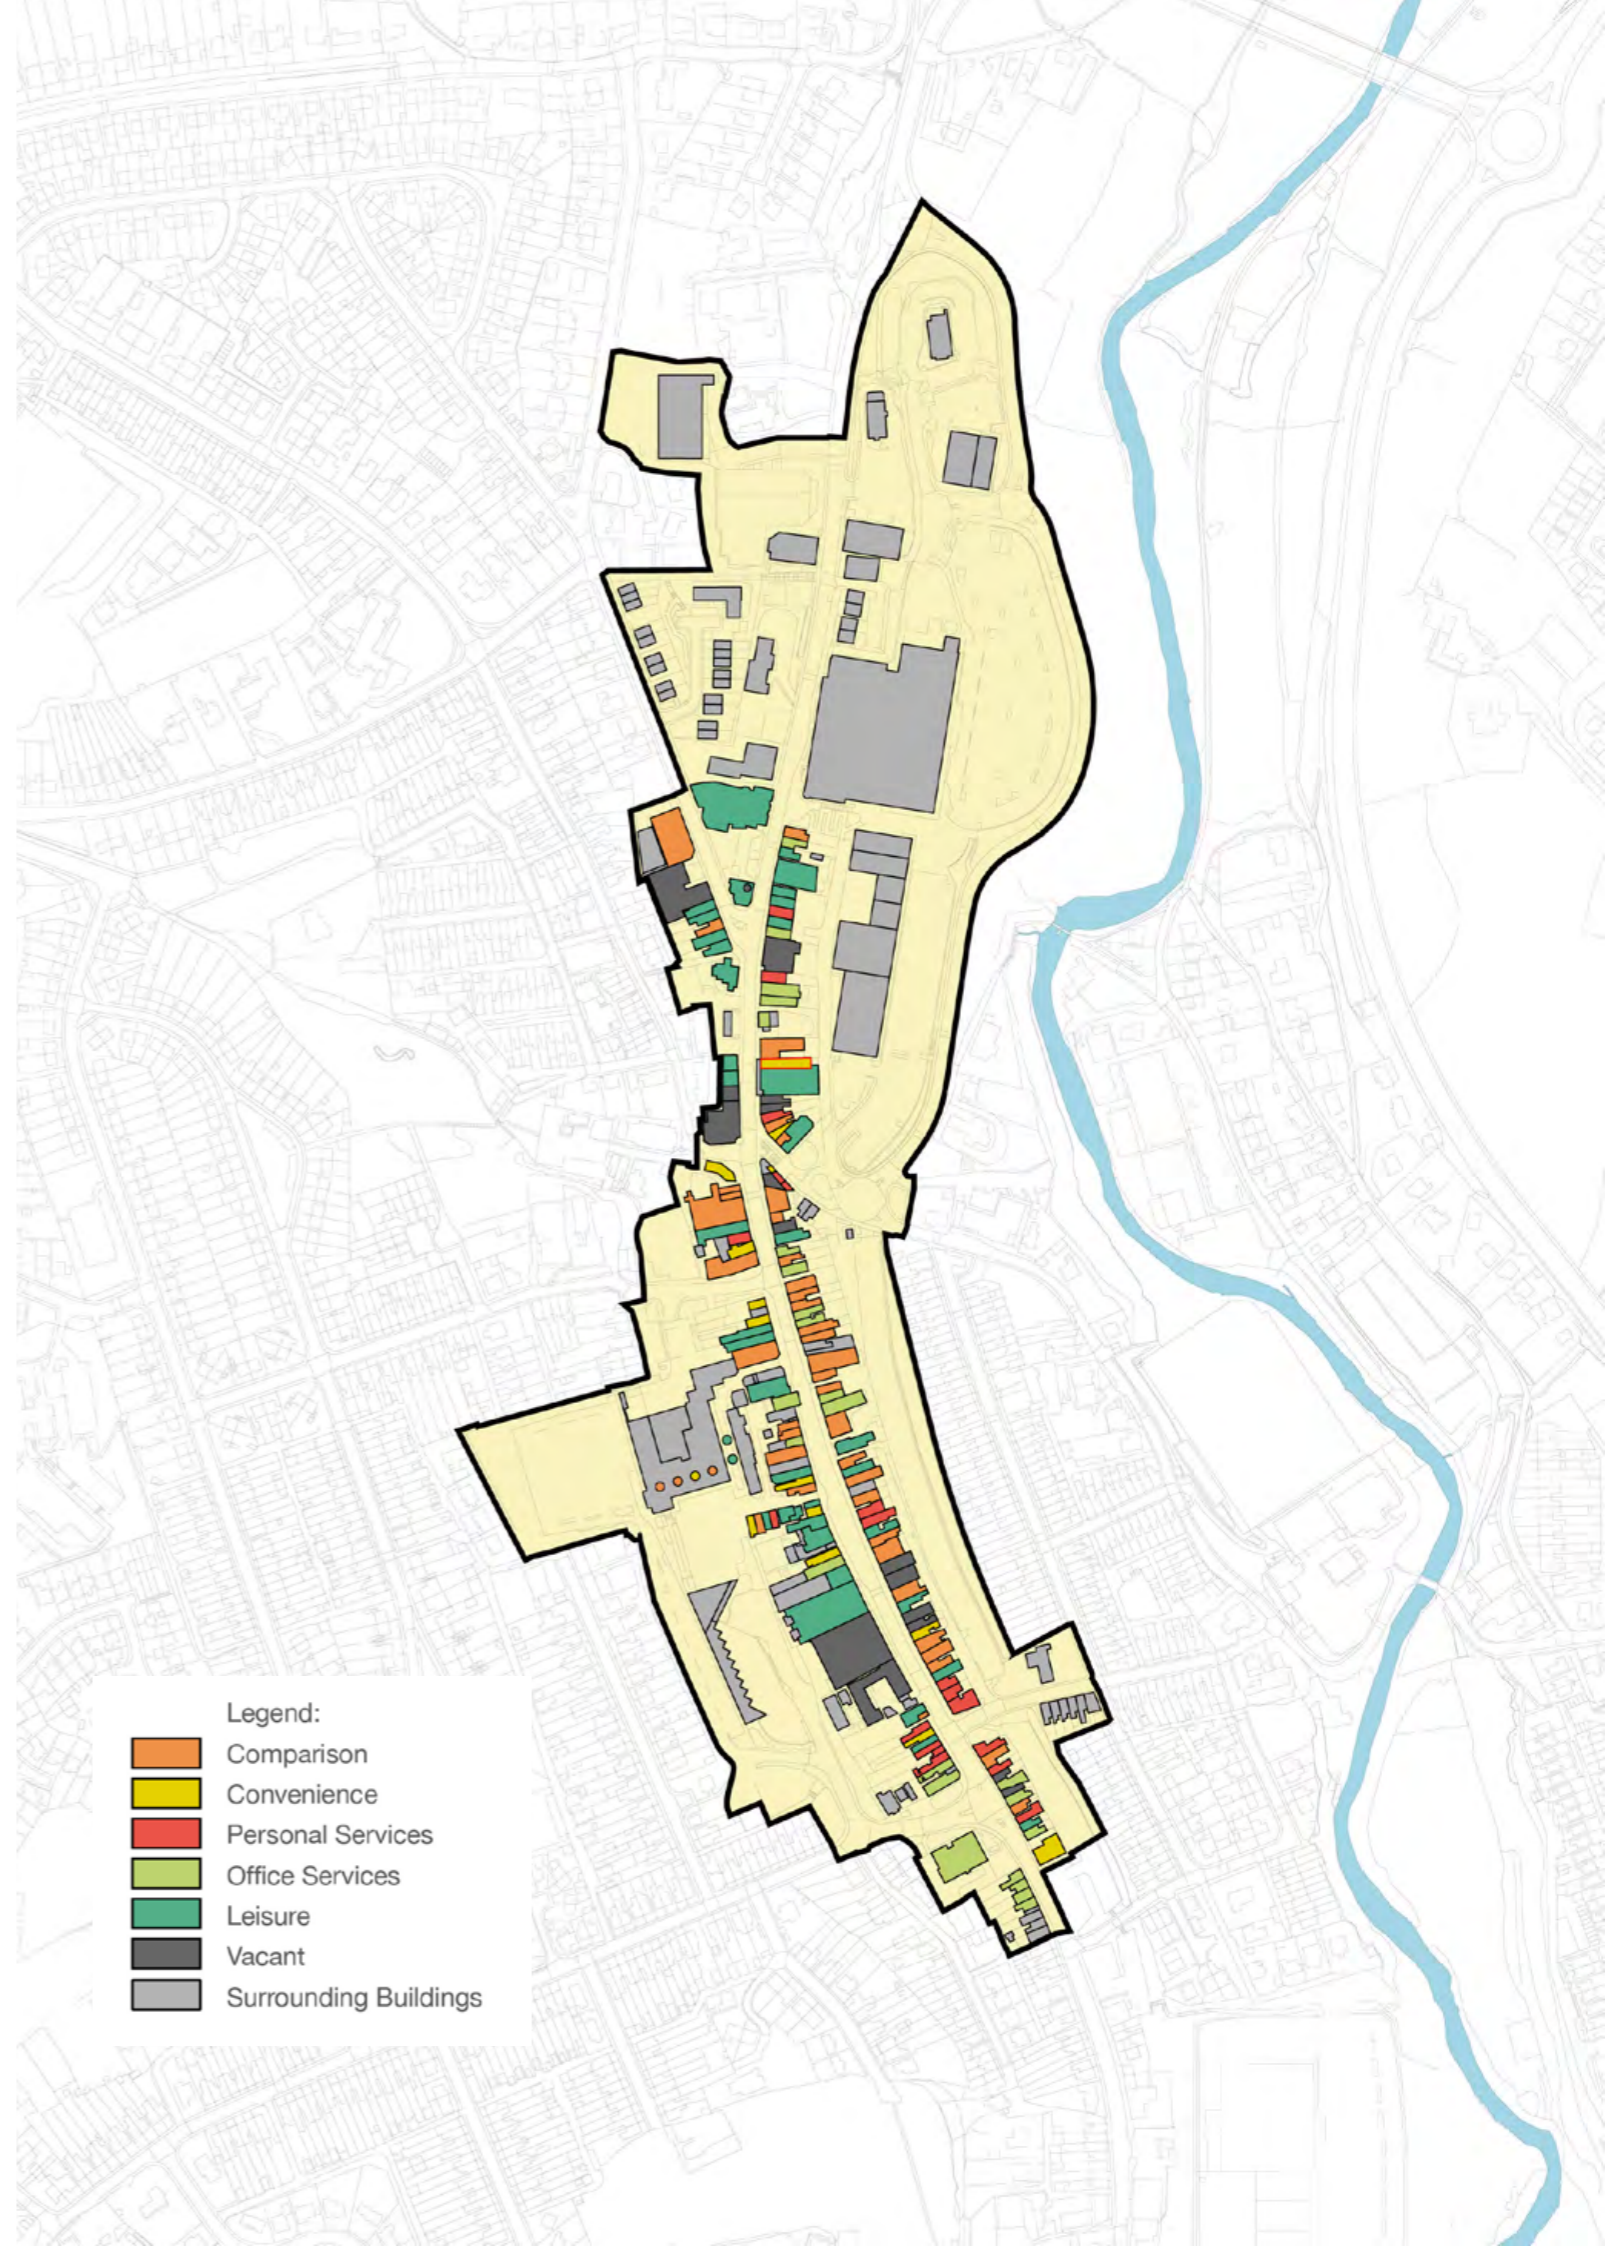 Legend:
Comparison
Convenience
Personal Services
Office Services
Leisure
Vacant
Surrounding Buildings